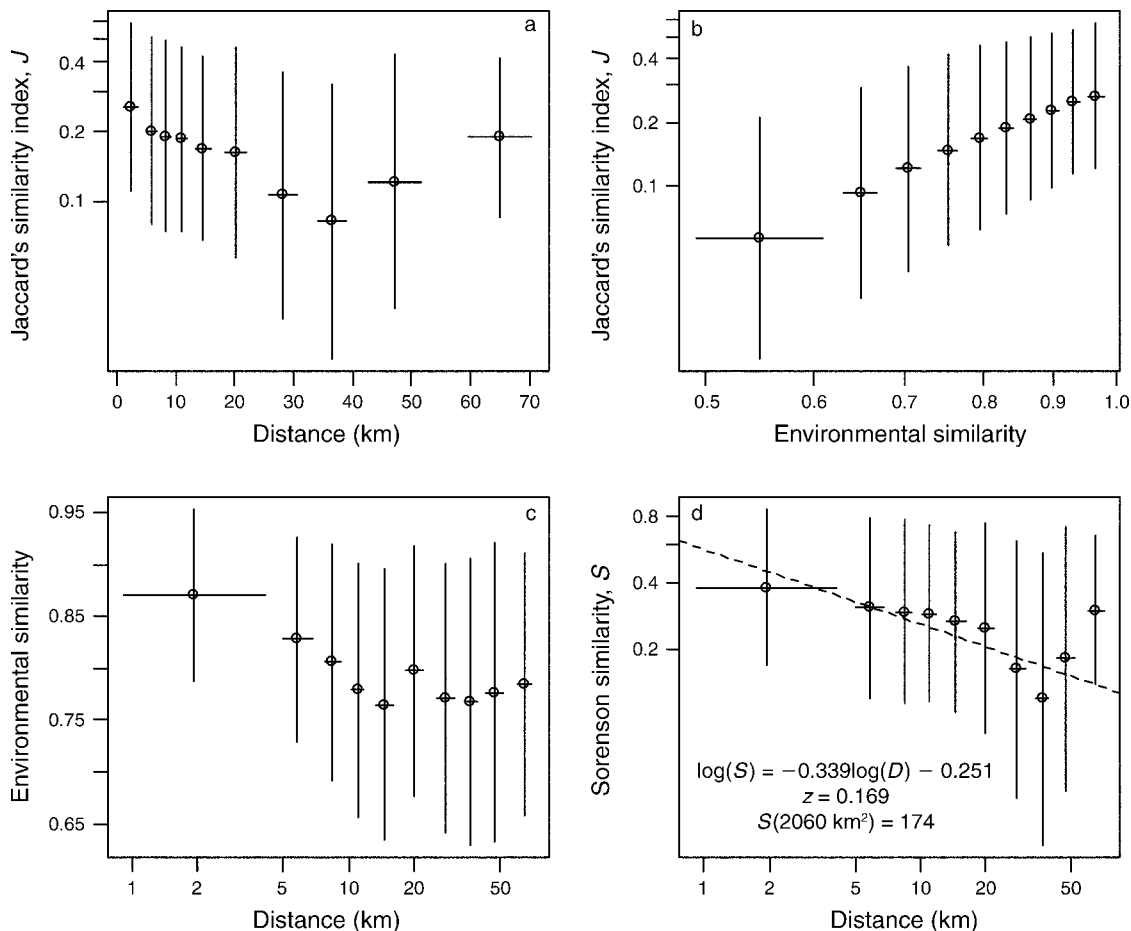 a
Jaccard's similarity index, J
0.4
0.2
0.1
0 10 20 30 40 50 60 70
Distance (km)
b
Jaccard's similarity index, J
0.4
0.2
0.1
0.5 0.6 0.7 0.8 0.9 1.0
Environmental similarity
c
Environmental similarity
0.95
0.85
0.75
0.65
1 2 5 10 20 50
Distance (km)
d
Sorenson similarity, S
0.8
0.4
0.2
log(S) = −0.339log(D) − 0.251
z = 0.169
S(2060 km²) = 174
1 2 5 10 20 50
Distance (km)